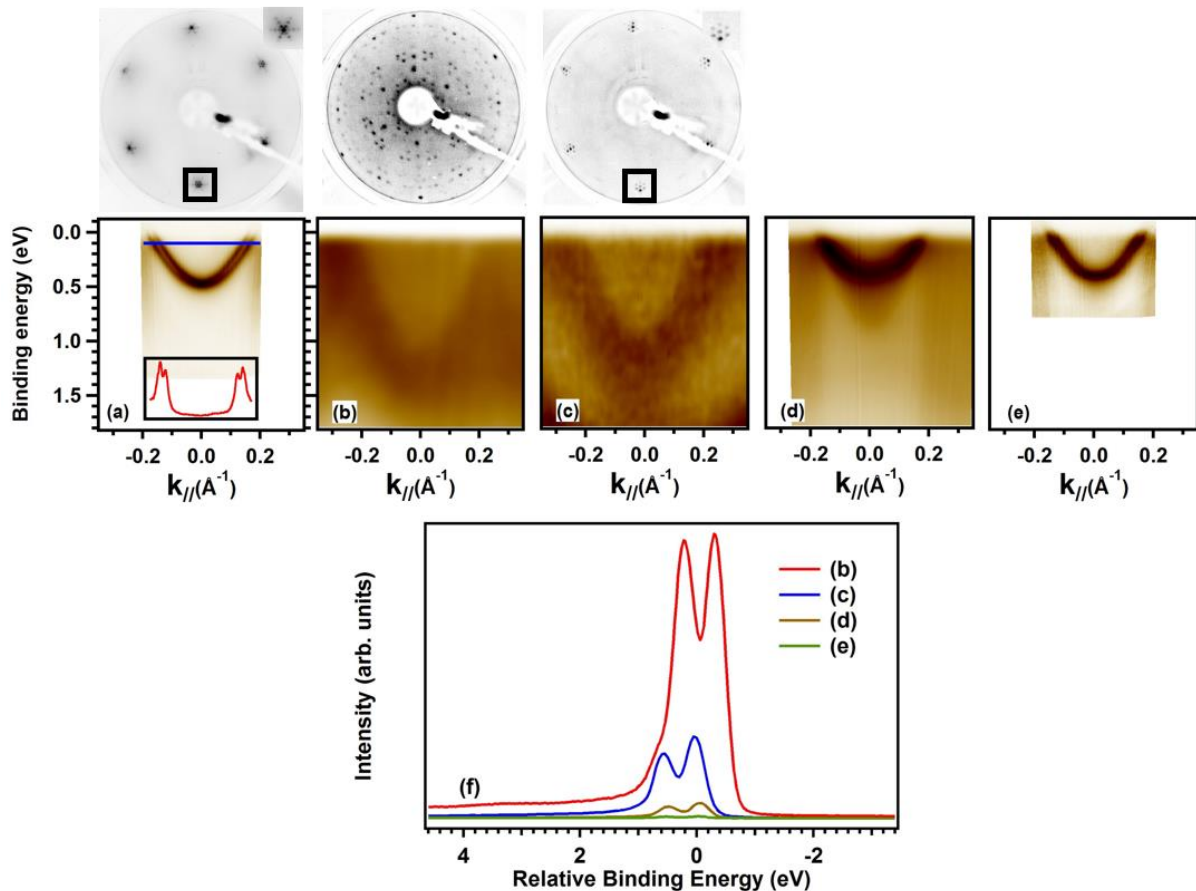 Binding energy (eV)
0.0
0.5
1.0
1.5
(a)
(b)
(c)
(d)
(e)
-0.2 0.0 0.2
-0.2 0.0 0.2
-0.2 0.0 0.2
-0.2 0.0 0.2
-0.2 0.0 0.2
k//(Å-1)
k//(Å-1)
k//(Å-1)
k//(Å-1)
k//(Å-1)
Intensity (arb. units)
(b)
(c)
(d)
(e)
(f)
4 2 0 -2
Relative Binding Energy (eV)